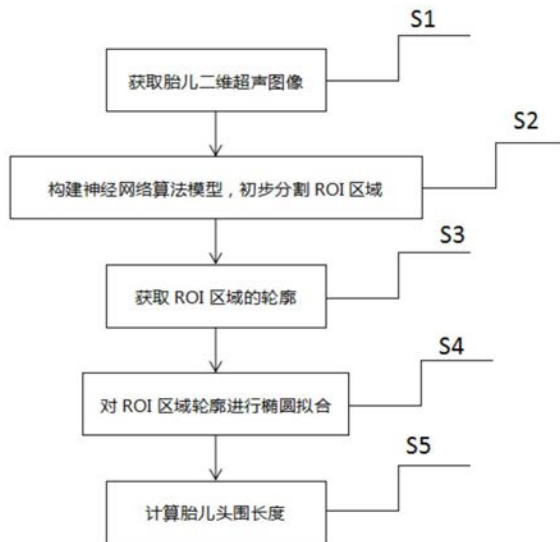 S1
获取胎儿二维超声图像
S2
构建神经网络算法模型，初步分割 ROI 区域
S3
获取 ROI 区域的轮廓
S4
对 ROI 区域轮廓进行椭圆拟合
S5
计算胎儿头围长度